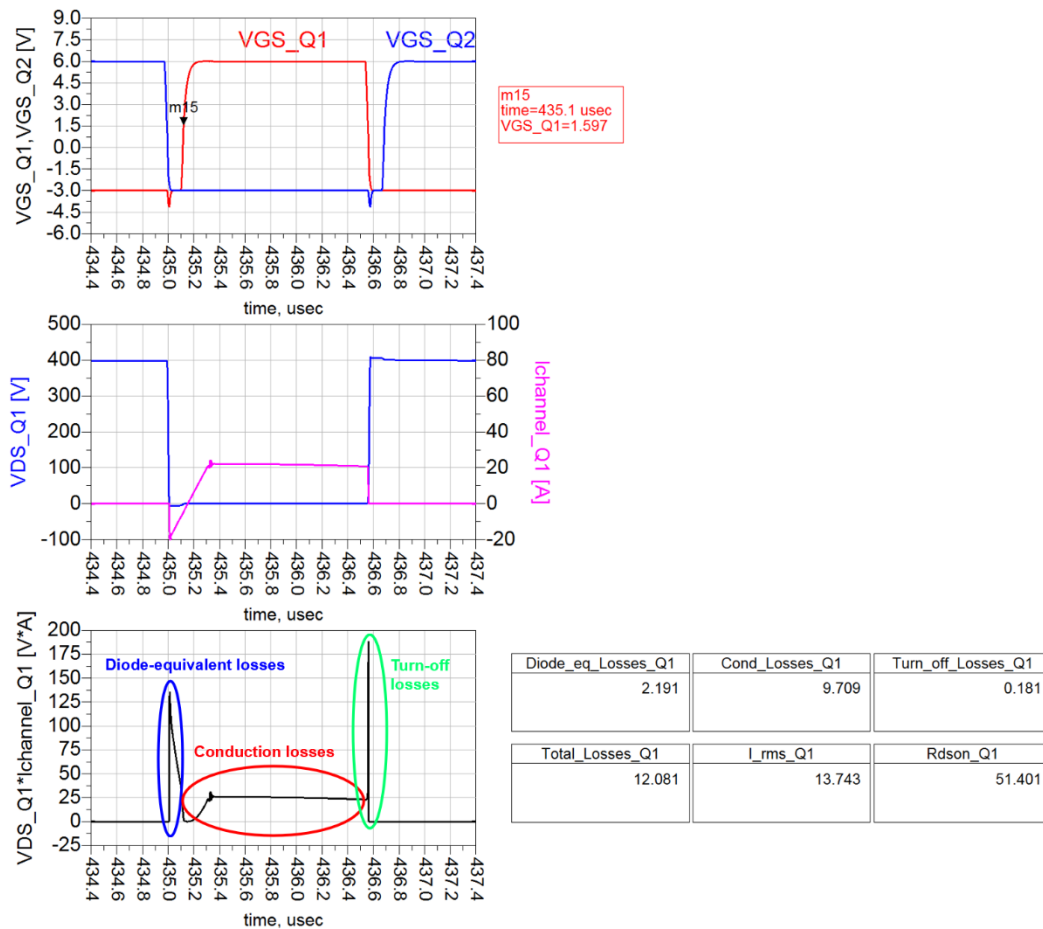 VGS_Q1,VGS_Q2 [V]
9.0
7.5
6.0
4.5
3.0
1.5
0.0
-1.5
-3.0
-4.5
-6.0
VGS_Q1
VGS_Q2
m15
434.4 434.6 434.8 435.0 435.2 435.4 435.6 435.8 436.0 436.2 436.4 436.6 436.8 437.0 437.2 437.4
time, usec
m15
time=435.1 usec
VGS_Q1=1.597
VDS_Q1 [V]
500
400
300
200
100
0
-100
100
80
60
40
20
0
-20
Ichannel_Q1 [A]
434.4 434.6 434.8 435.0 435.2 435.4 435.6 435.8 436.0 436.2 436.4 436.6 436.8 437.0 437.2 437.4
time, usec
VDS_Q1*Ichannel_Q1 [V*A]
200
175
150
125
100
75
50
25
0
-25
Diode-equivalent losses
Turn-off
losses
Conduction losses
434.4 434.6 434.8 435.0 435.2 435.4 435.6 435.8 436.0 436.2 436.4 436.6 436.8 437.0 437.2 437.4
time, usec
Diode_eq_Losses_Q1 Cond_Losses_Q1 Turn_off_Losses_Q1
2.191 9.709 0.181
Total_Losses_Q1 I_rms_Q1 Rdson_Q1
12.081 13.743 51.401